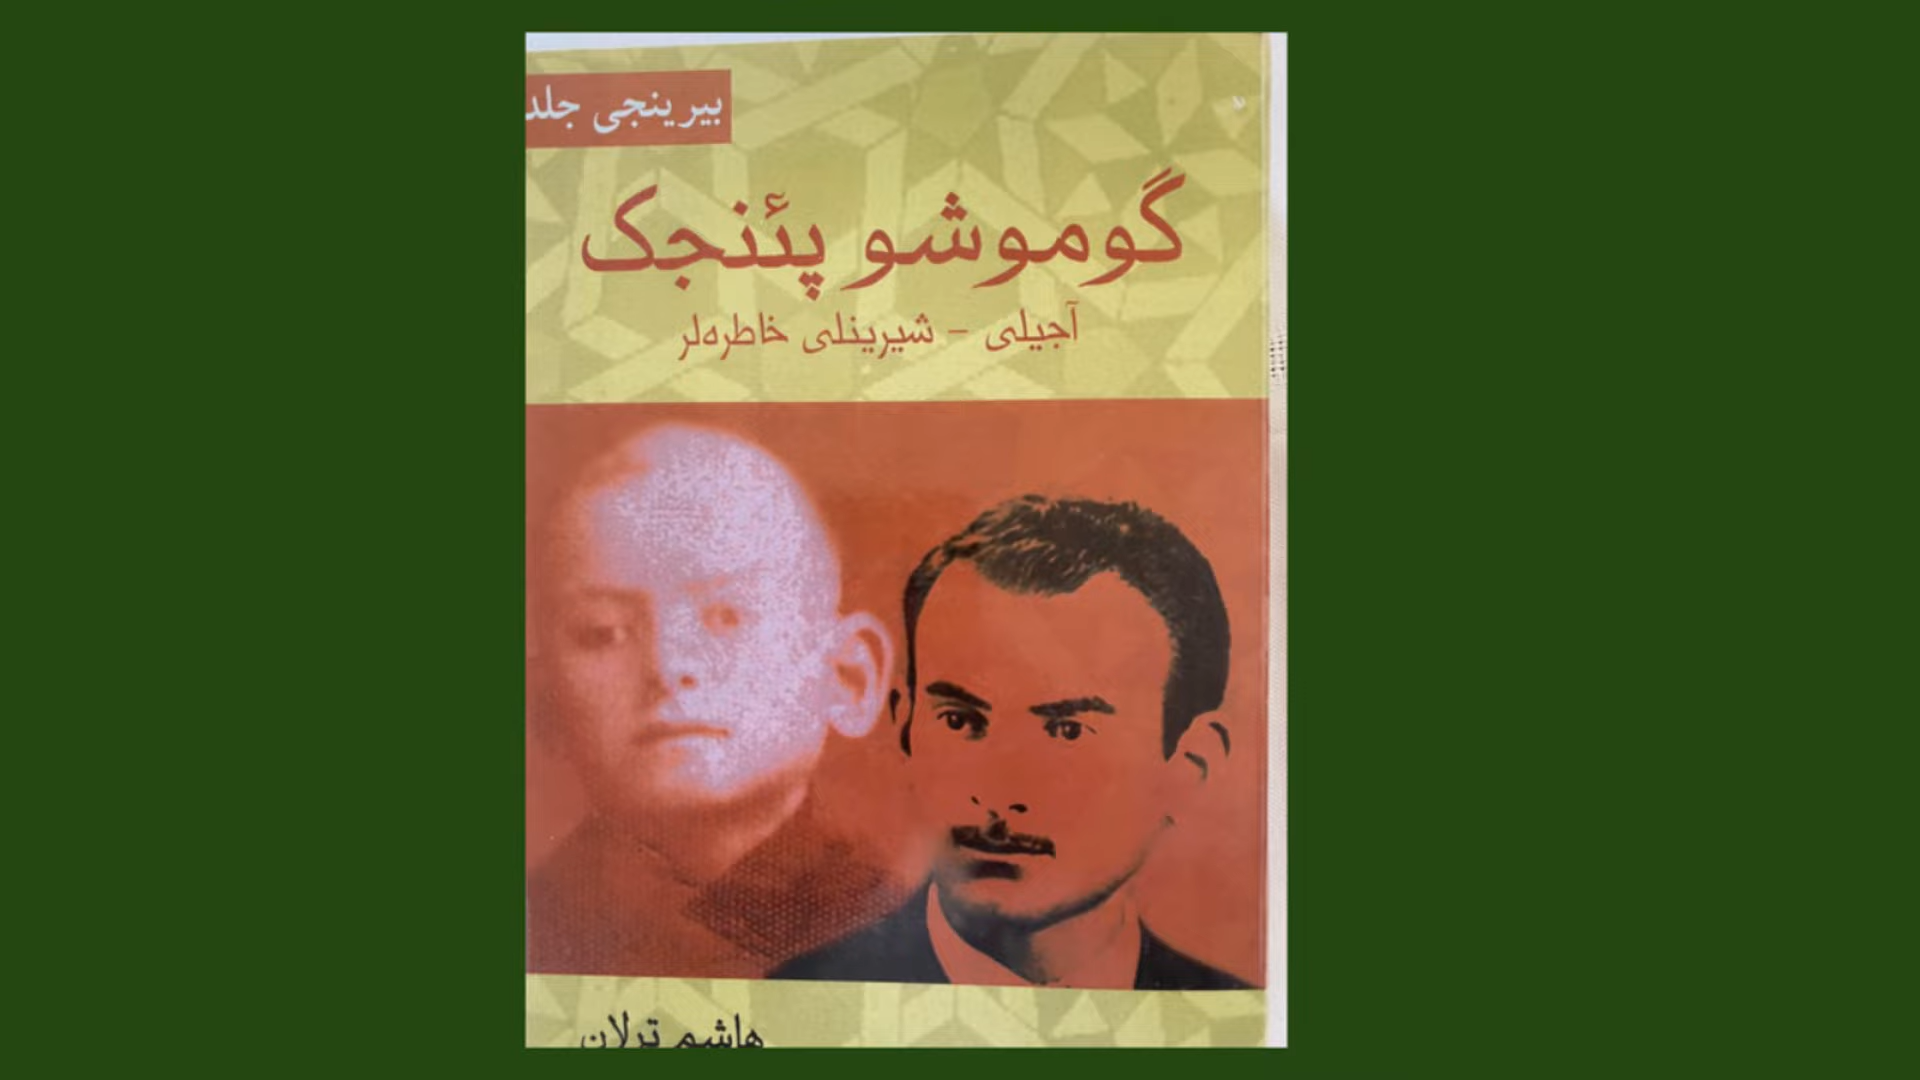 بیرینجی جلد
گوموشو پئنجک
آجیلی - شیرینلی خاطره‌لر
هاشم ترلان